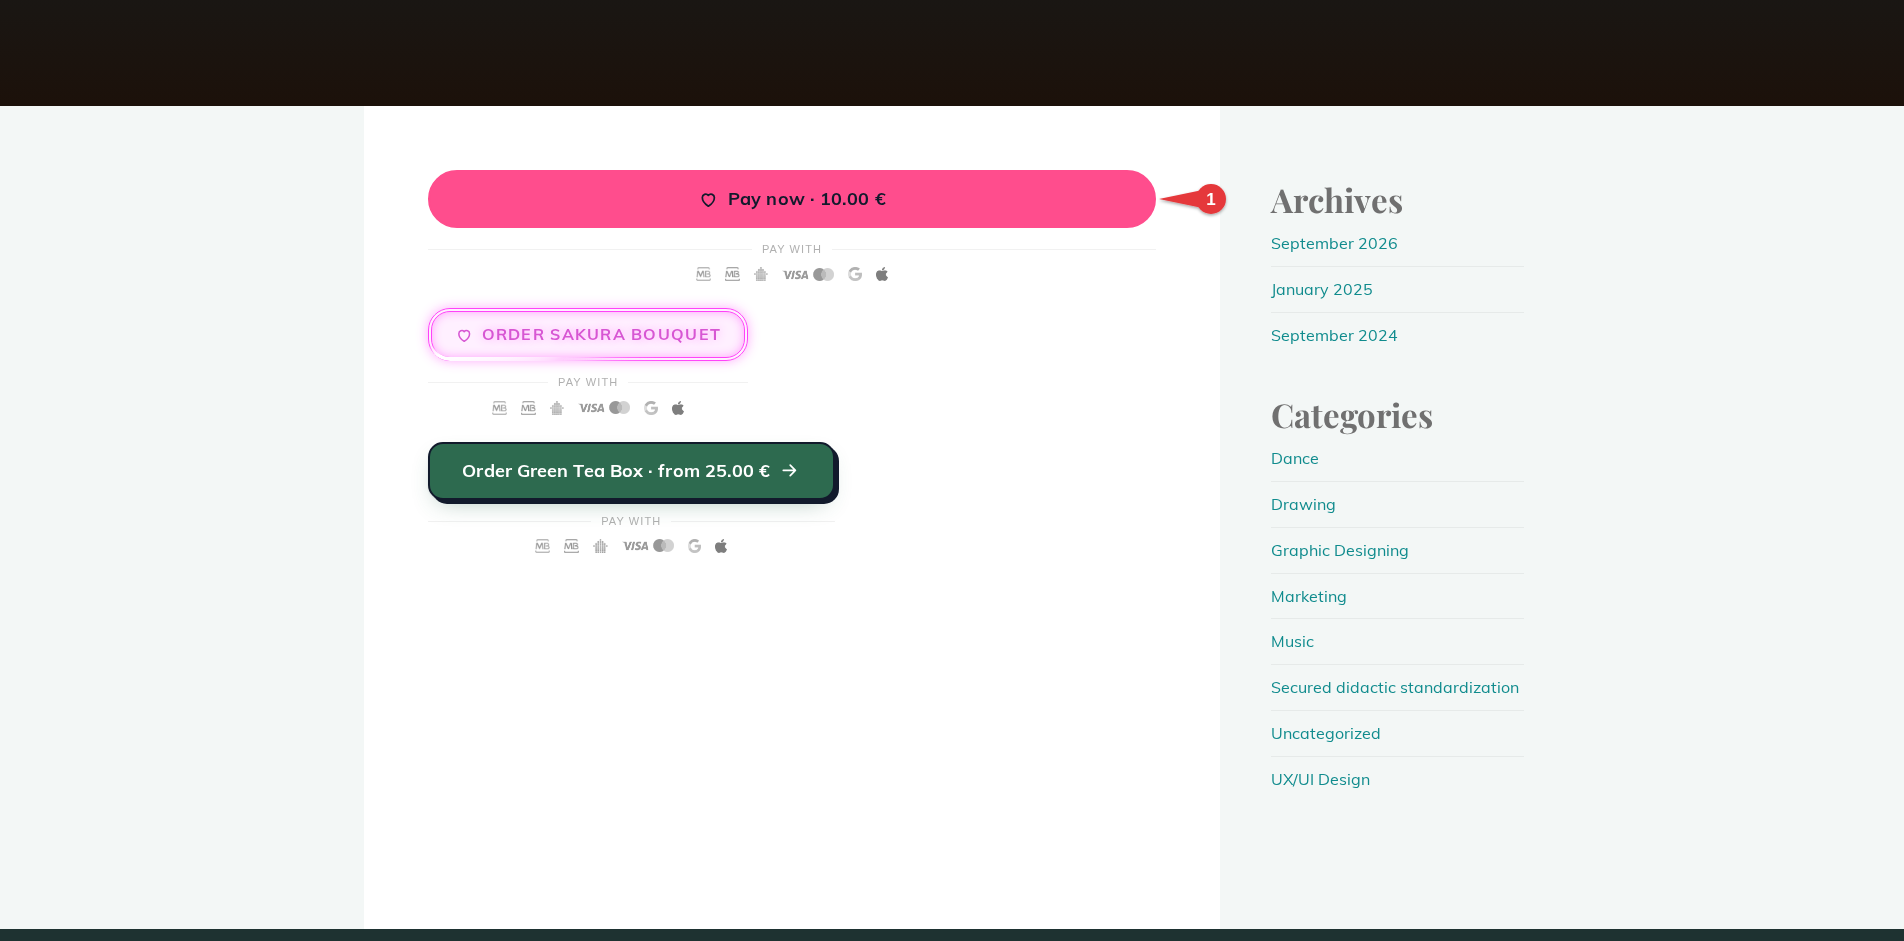 Pay now · 10.00 €
1
PAY WITH
MB MB VISA G
ORDER SAKURA BOUQUET
PAY WITH
MB MB VISA G
Order Green Tea Box · from 25.00 €
PAY WITH
MB MB VISA G
Archives
September 2026
January 2025
September 2024
Categories
Dance
Drawing
Graphic Designing
Marketing
Music
Secured didactic standardization
Uncategorized
UX/UI Design